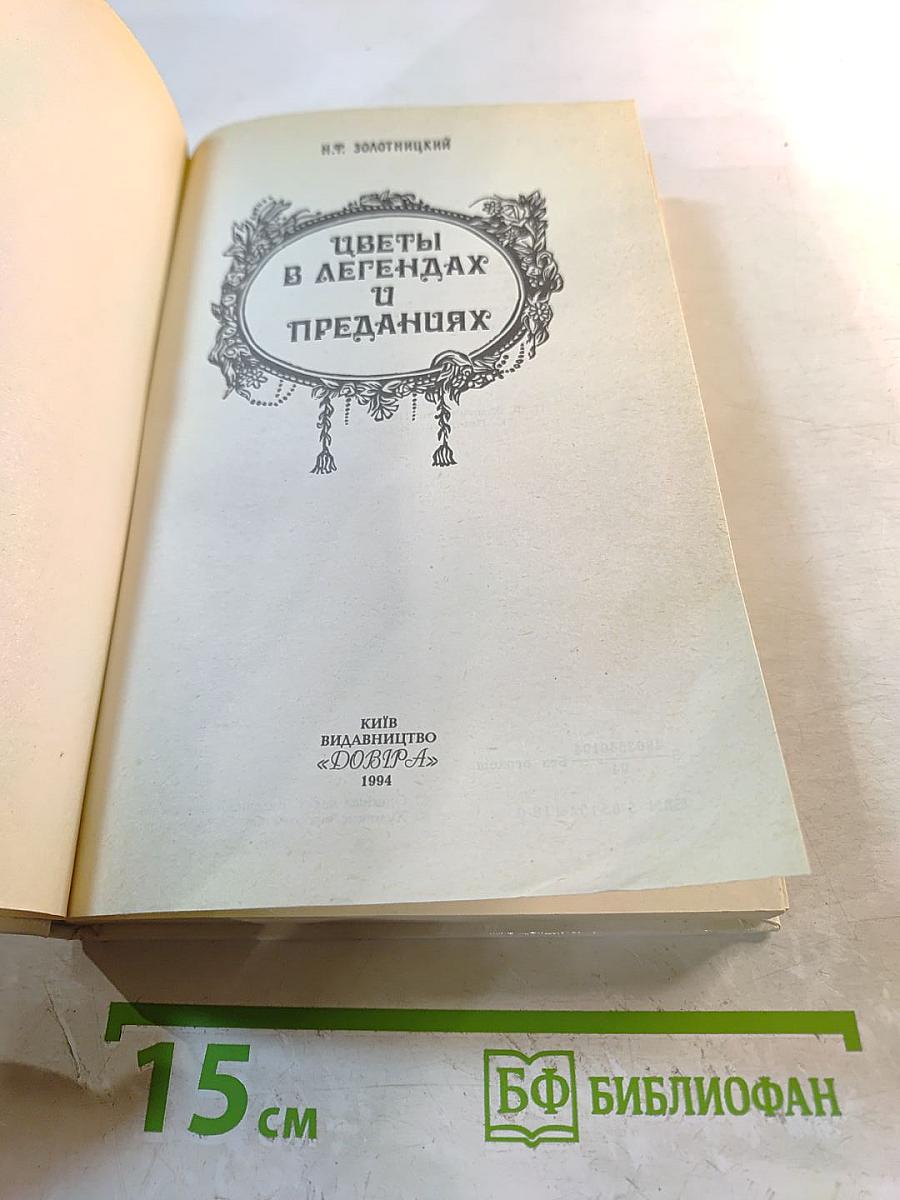 Н.Ф. ЗОЛОТНИЦКИЙ
ЦВЕТЫ
В ЛЕГЕНДАХ
И
ПРЕДАНИЯХ
КИЇВ
ВИДАВНИЦТВО
«ДОВІРА»
1994
15 см
БФ БИБЛИОФАН